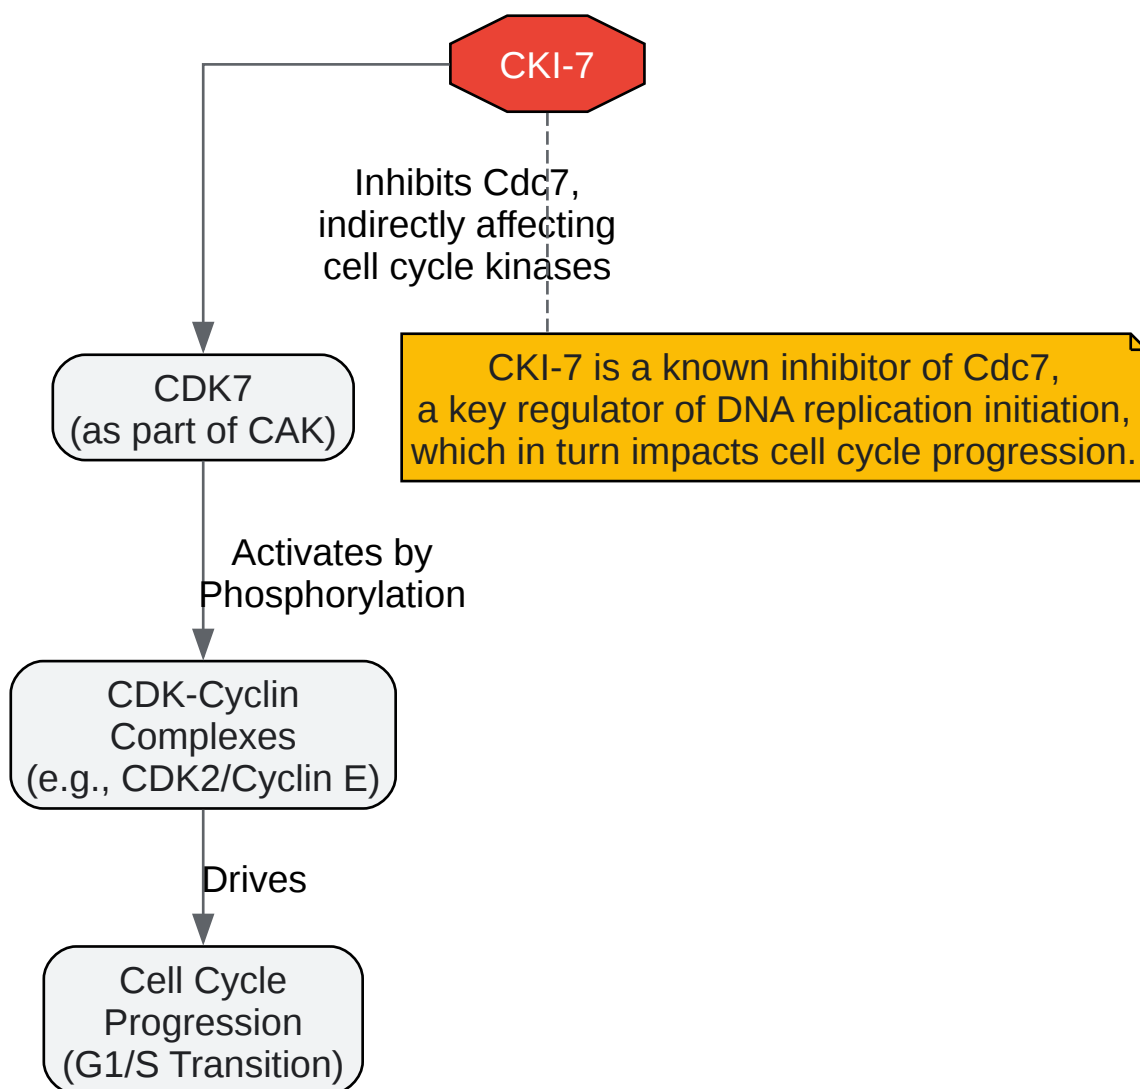 CKI-7
Inhibits Cdc7,
indirectly affecting
cell cycle kinases
CDK7
(as part of CAK)
CKI-7 is a known inhibitor of Cdc7,
a key regulator of DNA replication initiation,
which in turn impacts cell cycle progression.
Activates by
Phosphorylation
CDK-Cyclin
Complexes
(e.g., CDK2/Cyclin E)
Drives
Cell Cycle
Progression
(G1/S Transition)